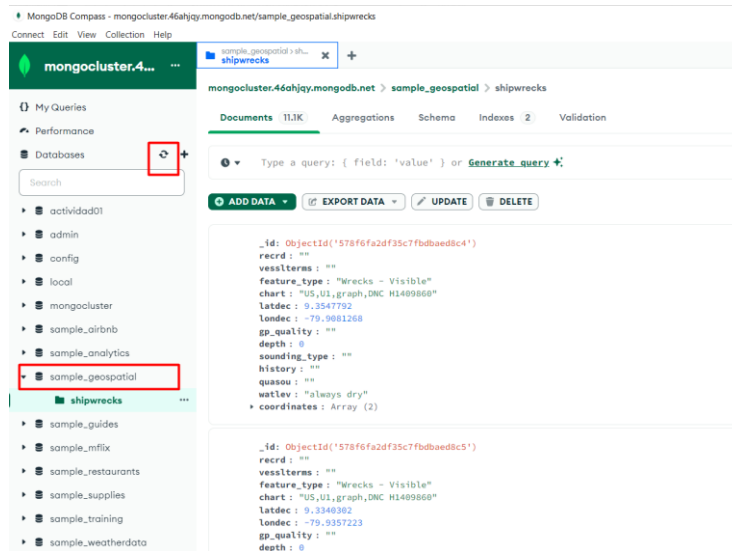 MongoDB Compass - mongocluster.46ahjqy.mongodb.net/sample_geospatial.shipwrecks
Connect Edit View Collection Help
mongocluster.4... ...
{} My Queries
Performance
Databases
Search
actividad01
admin
config
local
mongocluster
sample_airbnb
sample_analytics
sample_geospatial
shipwrecks ...
sample_guides
sample_mflix
sample_restaurants
sample_supplies
sample_training
sample_weatherdata
sample_geospatial > sh...
shipwrecks
mongocluster.46ahjqy.mongodb.net > sample_geospatial > shipwrecks
Documents 11.1K Aggregations Schema Indexes 2 Validation
Type a query: { field: 'value' } or Generate query
ADD DATA EXPORT DATA UPDATE DELETE
_id: ObjectId('578f6fa2df35c7fbdbaed8c4')
recrd : ""
vesslterms : ""
feature_type : "Wrecks - Visible"
chart : "US,U1,graph,DNC H1409860"
latdec : 9.3547792
londec : -79.9081268
gp_quality : ""
depth : 0
sounding_type : ""
history : ""
quasou : ""
watlev : "always dry"
coordinates : Array (2)
_id: ObjectId('578f6fa2df35c7fbdbaed8c5')
recrd : ""
vesslterms : ""
feature_type : "Wrecks - Visible"
chart : "US,U1,graph,DNC H1409860"
latdec : 9.3340302
londec : -79.9357223
gp_quality : ""
depth : 0